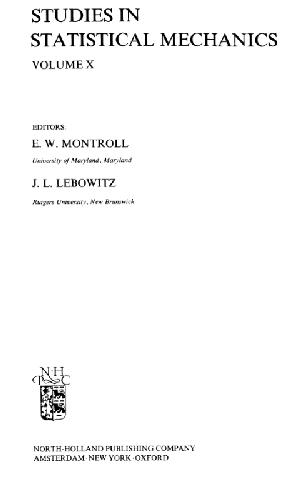 STUDIES IN
STATISTICAL MECHANICS
VOLUME X
EDITORS:
E. W. MONTROLL
University of Maryland, Maryland
J. L. LEBOWITZ
Rutgers University, New Brunswick
N H
P C
NORTH-HOLLAND PUBLISHING COMPANY
AMSTERDAM·NEW YORK·OXFORD